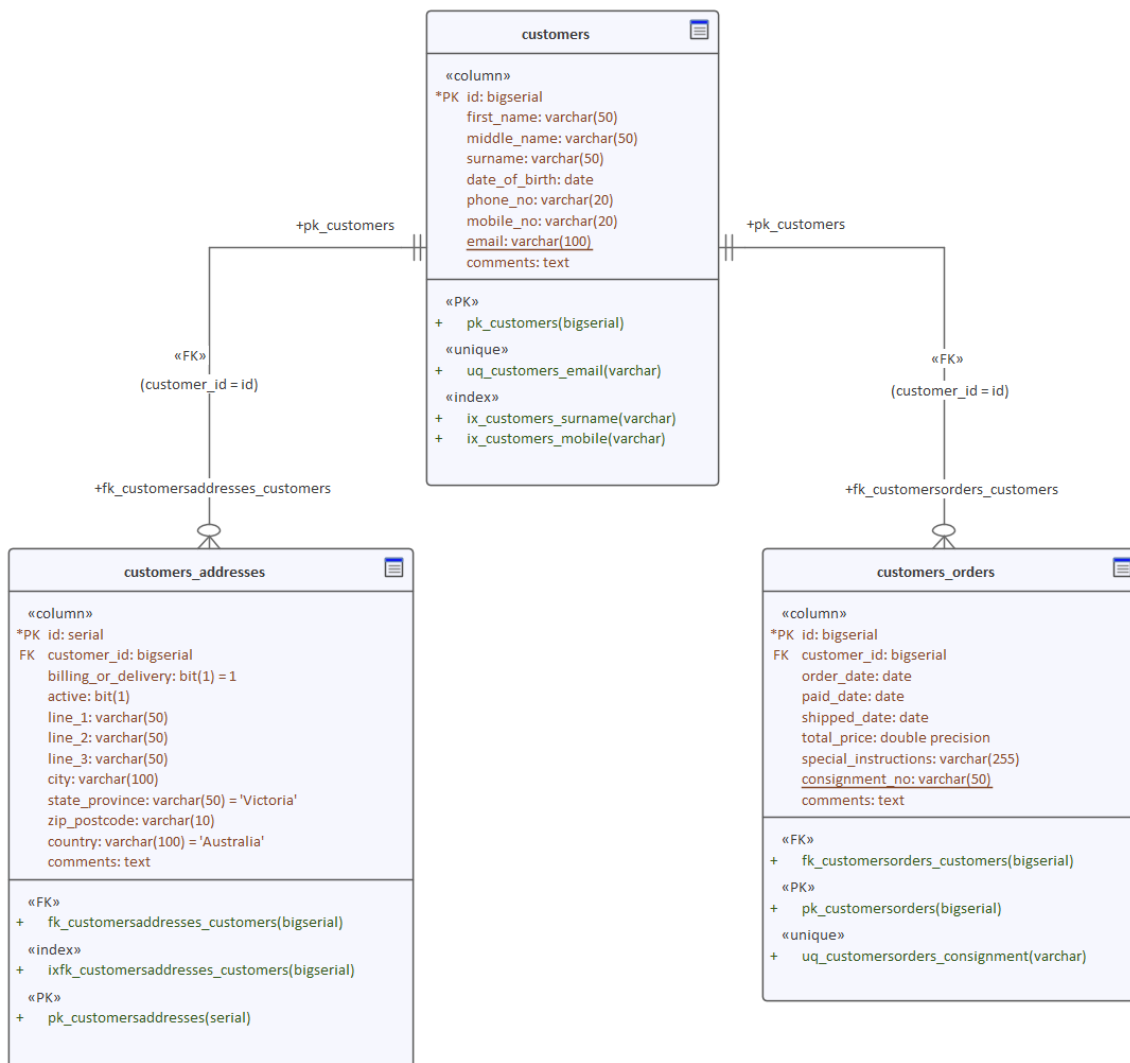 customers
«column»
*PK id: bigserial
first_name: varchar(50)
middle_name: varchar(50)
surname: varchar(50)
date_of_birth: date
phone_no: varchar(20)
mobile_no: varchar(20)
email: varchar(100)
comments: text
«PK»
+ pk_customers(bigserial)
«unique»
+ uq_customers_email(varchar)
«index»
+ ix_customers_surname(varchar)
+ ix_customers_mobile(varchar)
+pk_customers
«FK»
(customer_id = id)
+fk_customersaddresses_customers
+pk_customers
«FK»
(customer_id = id)
+fk_customersorders_customers
customers_addresses
«column»
*PK id: serial
FK customer_id: bigserial
billing_or_delivery: bit(1) = 1
active: bit(1)
line_1: varchar(50)
line_2: varchar(50)
line_3: varchar(50)
city: varchar(100)
state_province: varchar(50) = 'Victoria'
zip_postcode: varchar(10)
country: varchar(100) = 'Australia'
comments: text
«FK»
+ fk_customersaddresses_customers(bigserial)
«index»
+ ixfk_customersaddresses_customers(bigserial)
«PK»
+ pk_customersaddresses(serial)
customers_orders
«column»
*PK id: bigserial
FK customer_id: bigserial
order_date: date
paid_date: date
shipped_date: date
total_price: double precision
special_instructions: varchar(255)
consignment_no: varchar(50)
comments: text
«FK»
+ fk_customersorders_customers(bigserial)
«PK»
+ pk_customersorders(bigserial)
«unique»
+ uq_customersorders_consignment(varchar)